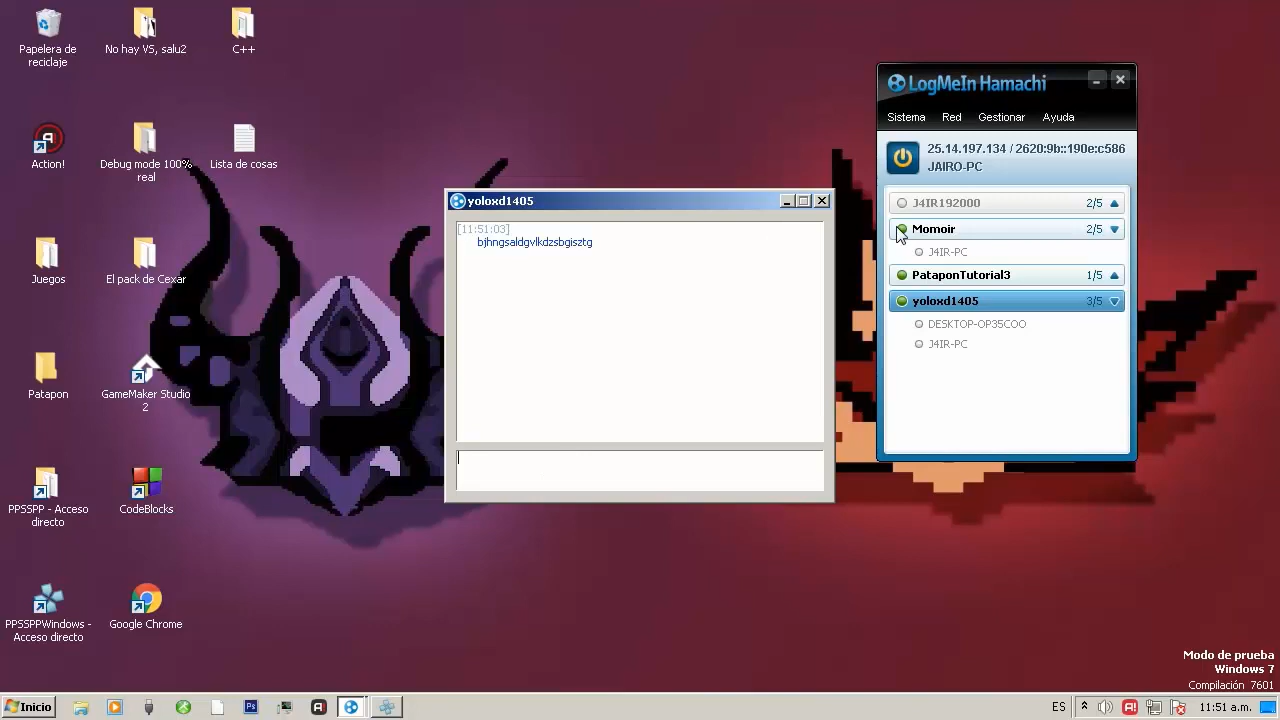 Papelera de
reciclaje
No hay VS, salu2
C++
Action!
Debug mode 100%
real
Lista de cosas
Juegos
El pack de Cexar
Patapon
GameMaker Studio
2
PPSSPP - Acceso
directo
CodeBlocks
PPSSPPWindows -
Acceso directo
Google Chrome
yoloxd1405
[11:51:03]
bjhngsaldgvlkdzsbgisztg
LogMeIn Hamachi
Sistema Red Gestionar Ayuda
25.14.197.134 / 2620:9b::190e:c586
JAIRO-PC
J4IR192000 2/5
Momoir 2/5
J4IR-PC
PataponTutorial3 1/5
yoloxd1405 3/5
DESKTOP-OP35COO
J4IR-PC
Modo de prueba
Windows 7
Compilación 7601
Inicio
Ps
ES
11:51 a.m.